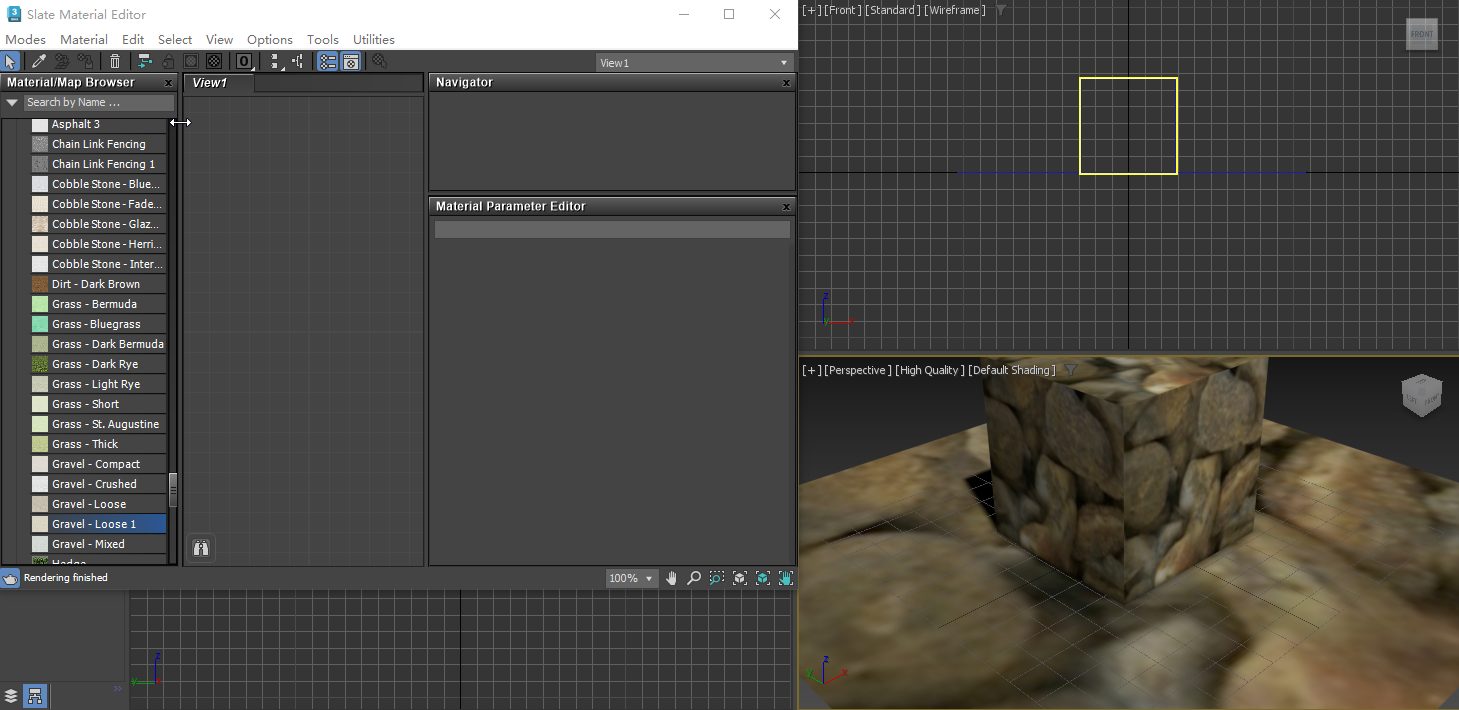 Slate Material Editor
Modes Material Edit Select View Options Tools Utilities
0
View1
Material/Map Browser x
Search by Name ...
Asphalt 3
Chain Link Fencing
Chain Link Fencing 1
Cobble Stone - Blue...
Cobble Stone - Fade...
Cobble Stone - Glaz...
Cobble Stone - Herri...
Cobble Stone - Inter...
Dirt - Dark Brown
Grass - Bermuda
Grass - Bluegrass
Grass - Dark Bermuda
Grass - Dark Rye
Grass - Light Rye
Grass - Short
Grass - St. Augustine
Grass - Thick
Gravel - Compact
Gravel - Crushed
Gravel - Loose
Gravel - Loose 1
Gravel - Mixed
Hedge
View1
Navigator x
Material Parameter Editor x
Rendering finished
100%
z
y x
[+] [Front] [Standard] [Wireframe]
FRONT
z
y x
[+] [Perspective] [High Quality] [Default Shading]
LEFT FRONT
z
y x